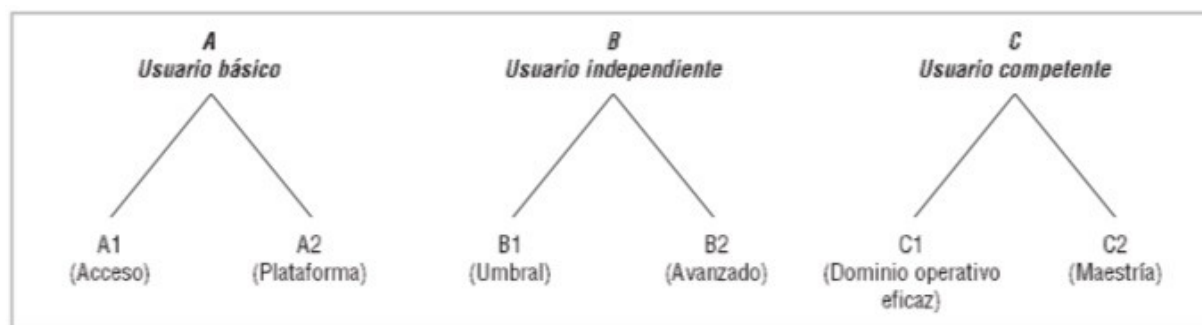 A
Usuario básico
B
Usuario independiente
C
Usuario competente
A1
(Acceso)
A2
(Plataforma)
B1
(Umbral)
B2
(Avanzado)
C1
(Dominio operativo
eficaz)
C2
(Maestría)